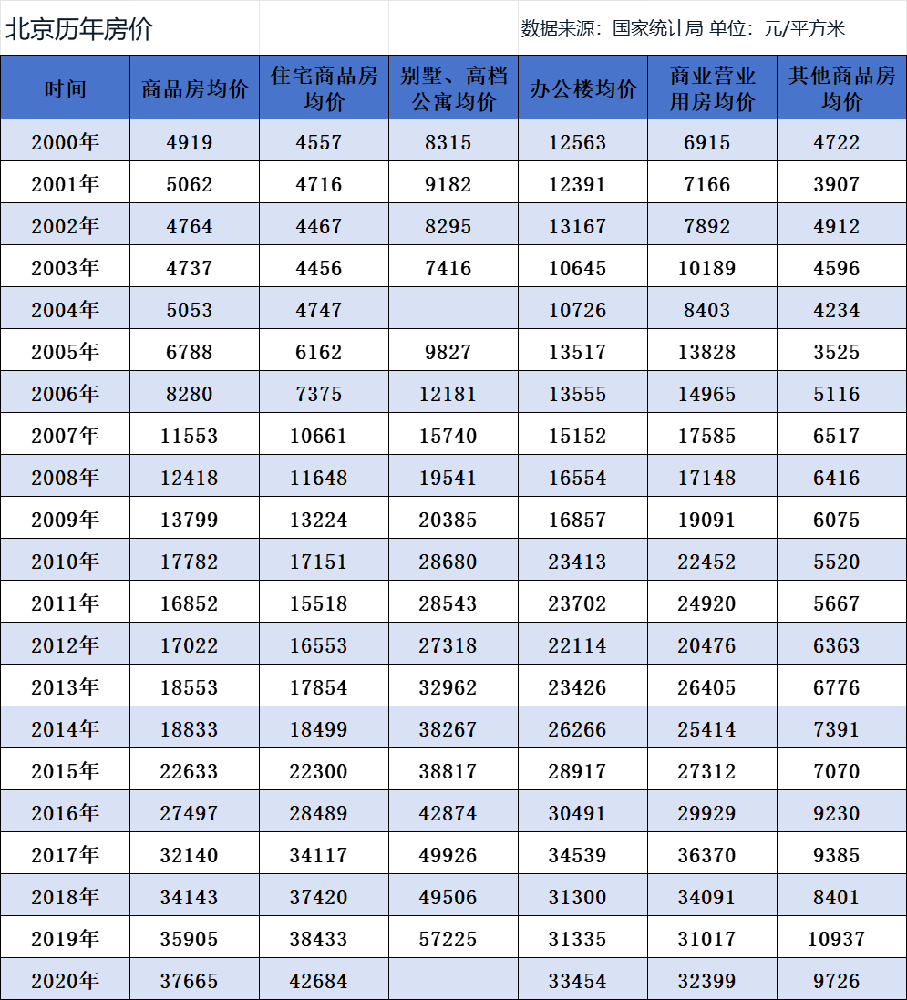 北京历年房价 数据来源：国家统计局 单位：元/平方米
时间 商品房均价 住宅商品房均价 别墅、高档公寓均价 办公楼均价 商业营业用房均价 其他商品房均价
2000年 4919 4557 8315 12563 6915 4722
2001年 5062 4716 9182 12391 7166 3907
2002年 4764 4467 8295 13167 7892 4912
2003年 4737 4456 7416 10645 10189 4596
2004年 5053 4747 10726 8403 4234
2005年 6788 6162 9827 13517 13828 3525
2006年 8280 7375 12181 13555 14965 5116
2007年 11553 10661 15740 15152 17585 6517
2008年 12418 11648 19541 16554 17148 6416
2009年 13799 13224 20385 16857 19091 6075
2010年 17782 17151 28680 23413 22452 5520
2011年 16852 15518 28543 23702 24920 5667
2012年 17022 16553 27318 22114 20476 6363
2013年 18553 17854 32962 23426 26405 6776
2014年 18833 18499 38267 26266 25414 7391
2015年 22633 22300 38817 28917 27312 7070
2016年 27497 28489 42874 30491 29929 9230
2017年 32140 34117 49926 34539 36370 9385
2018年 34143 37420 49506 31300 34091 8401
2019年 35905 38433 57225 31335 31017 10937
2020年 37665 42684 33454 32399 9726